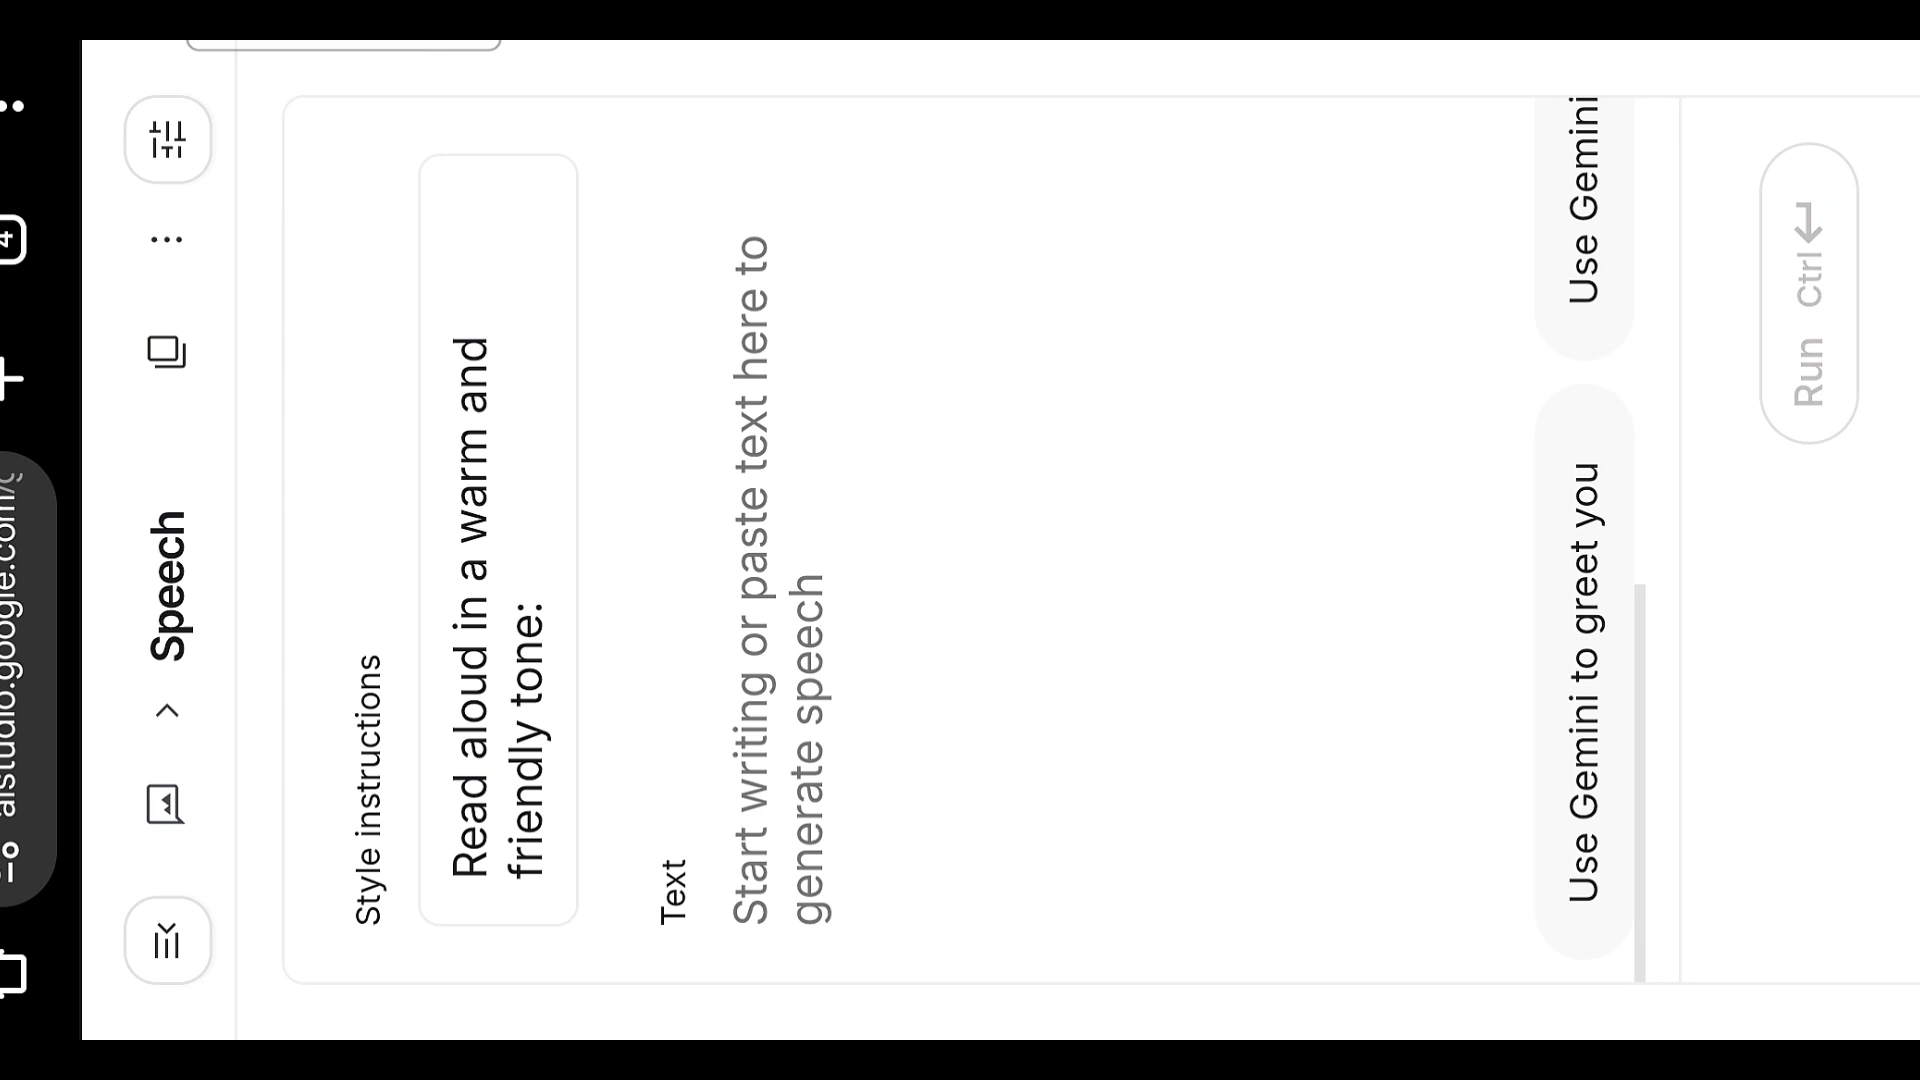 4
aistudio.google.com/g
Speech
Style instructions
Read aloud in a warm and
friendly tone:
Text
Start writing or paste text here to
generate speech
Use Gemini to greet you
Use Gemini
Run Ctrl